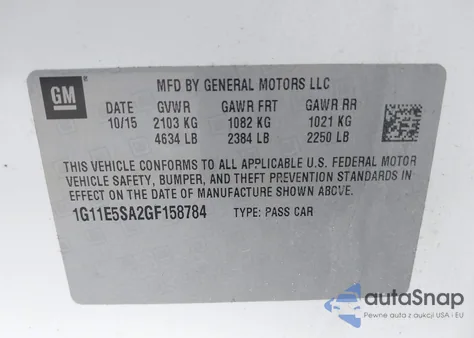 GM
MFD BY GENERAL MOTORS LLC
DATE GVWR GAWR FRT GAWR RR
10/15 2103 KG 1082 KG 1021 KG
4634 LB 2384 LB 2250 LB
THIS VEHICLE CONFORMS TO ALL APPLICABLE U.S. FEDERAL MOTOR
VEHICLE SAFETY, BUMPER, AND THEFT PREVENTION STANDARDS IN
EFFECT ON THE DATE OF MANUFACTURE SHOWN ABOVE.
1G11E5SA2GF158784 TYPE: PASS CAR
autoSnap
Pewne auta z aukcji USA i EU